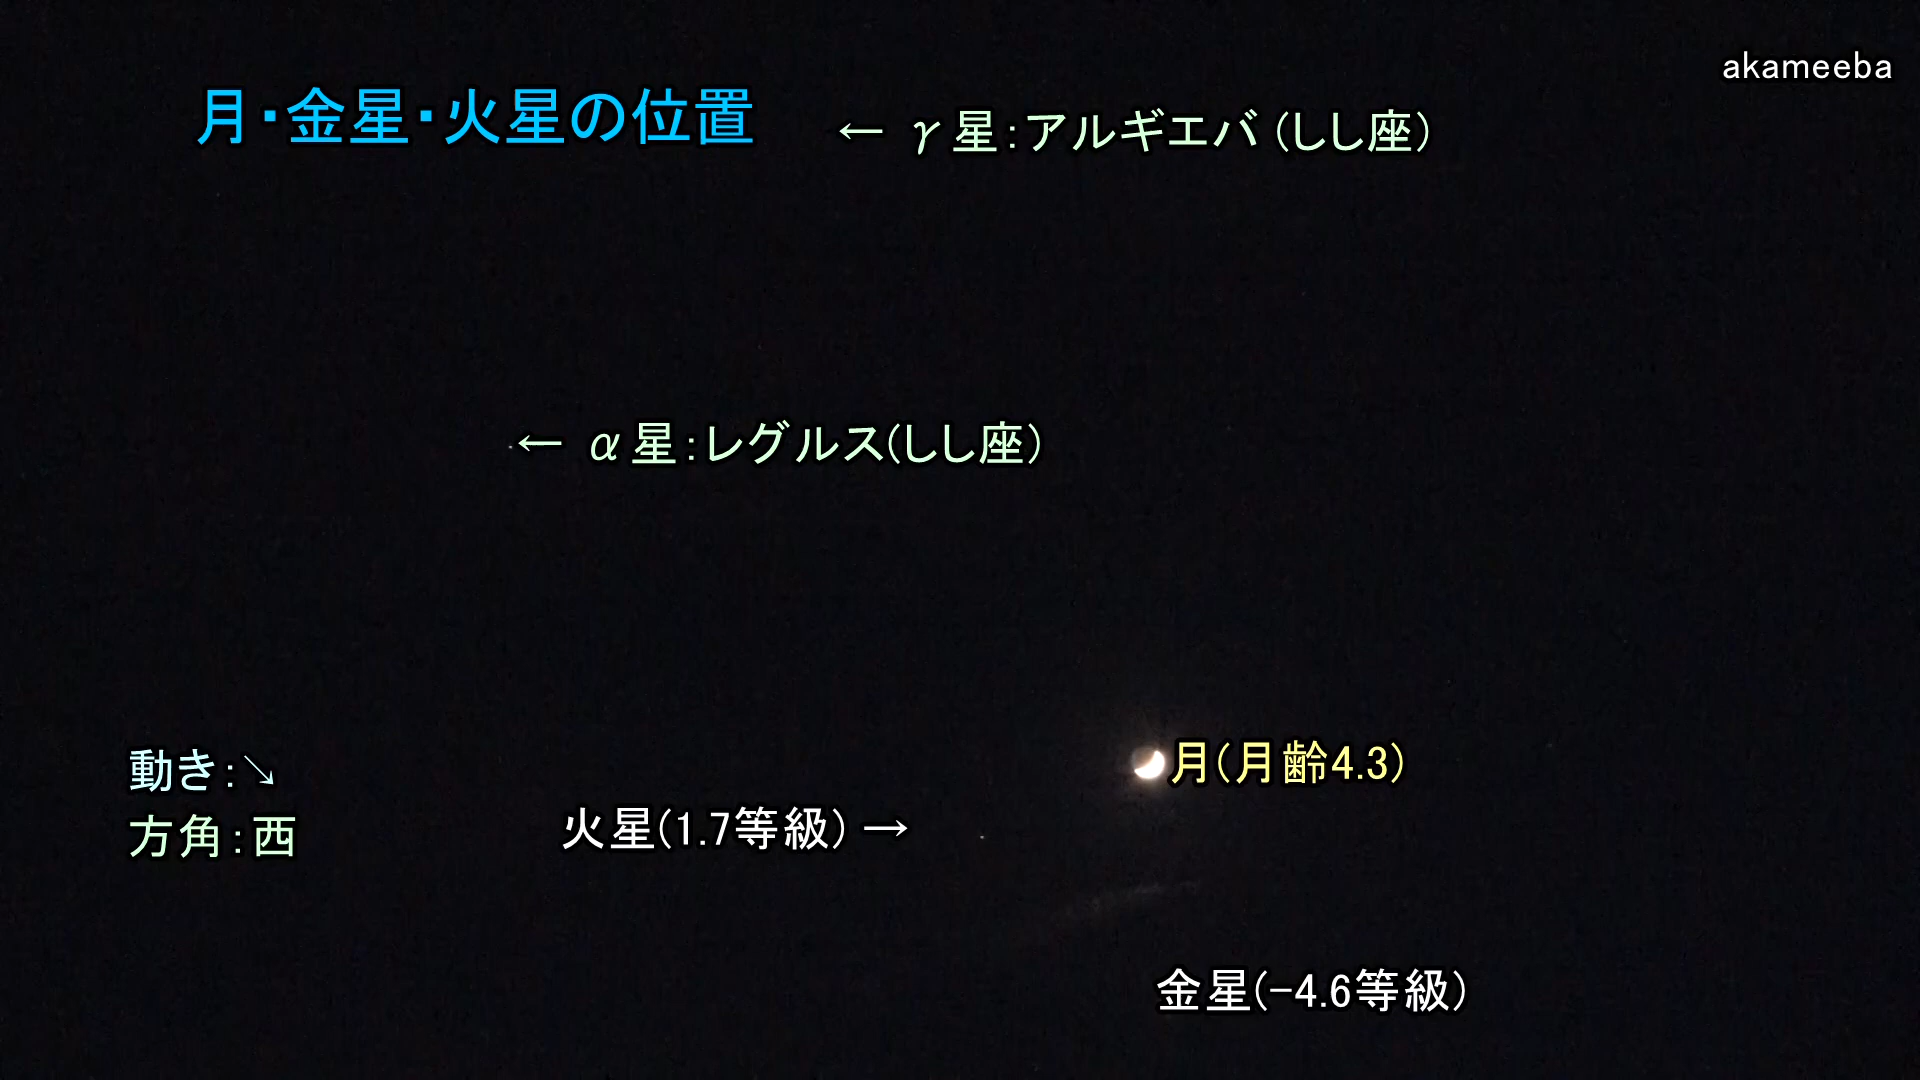 akameeba
月・金星・火星の位置
← γ星：アルギエバ (しし座)
← α星：レグルス(しし座)
動き：↘
方角：西
月(月齢4.3)
火星(1.7等級) →
金星(-4.6等級)